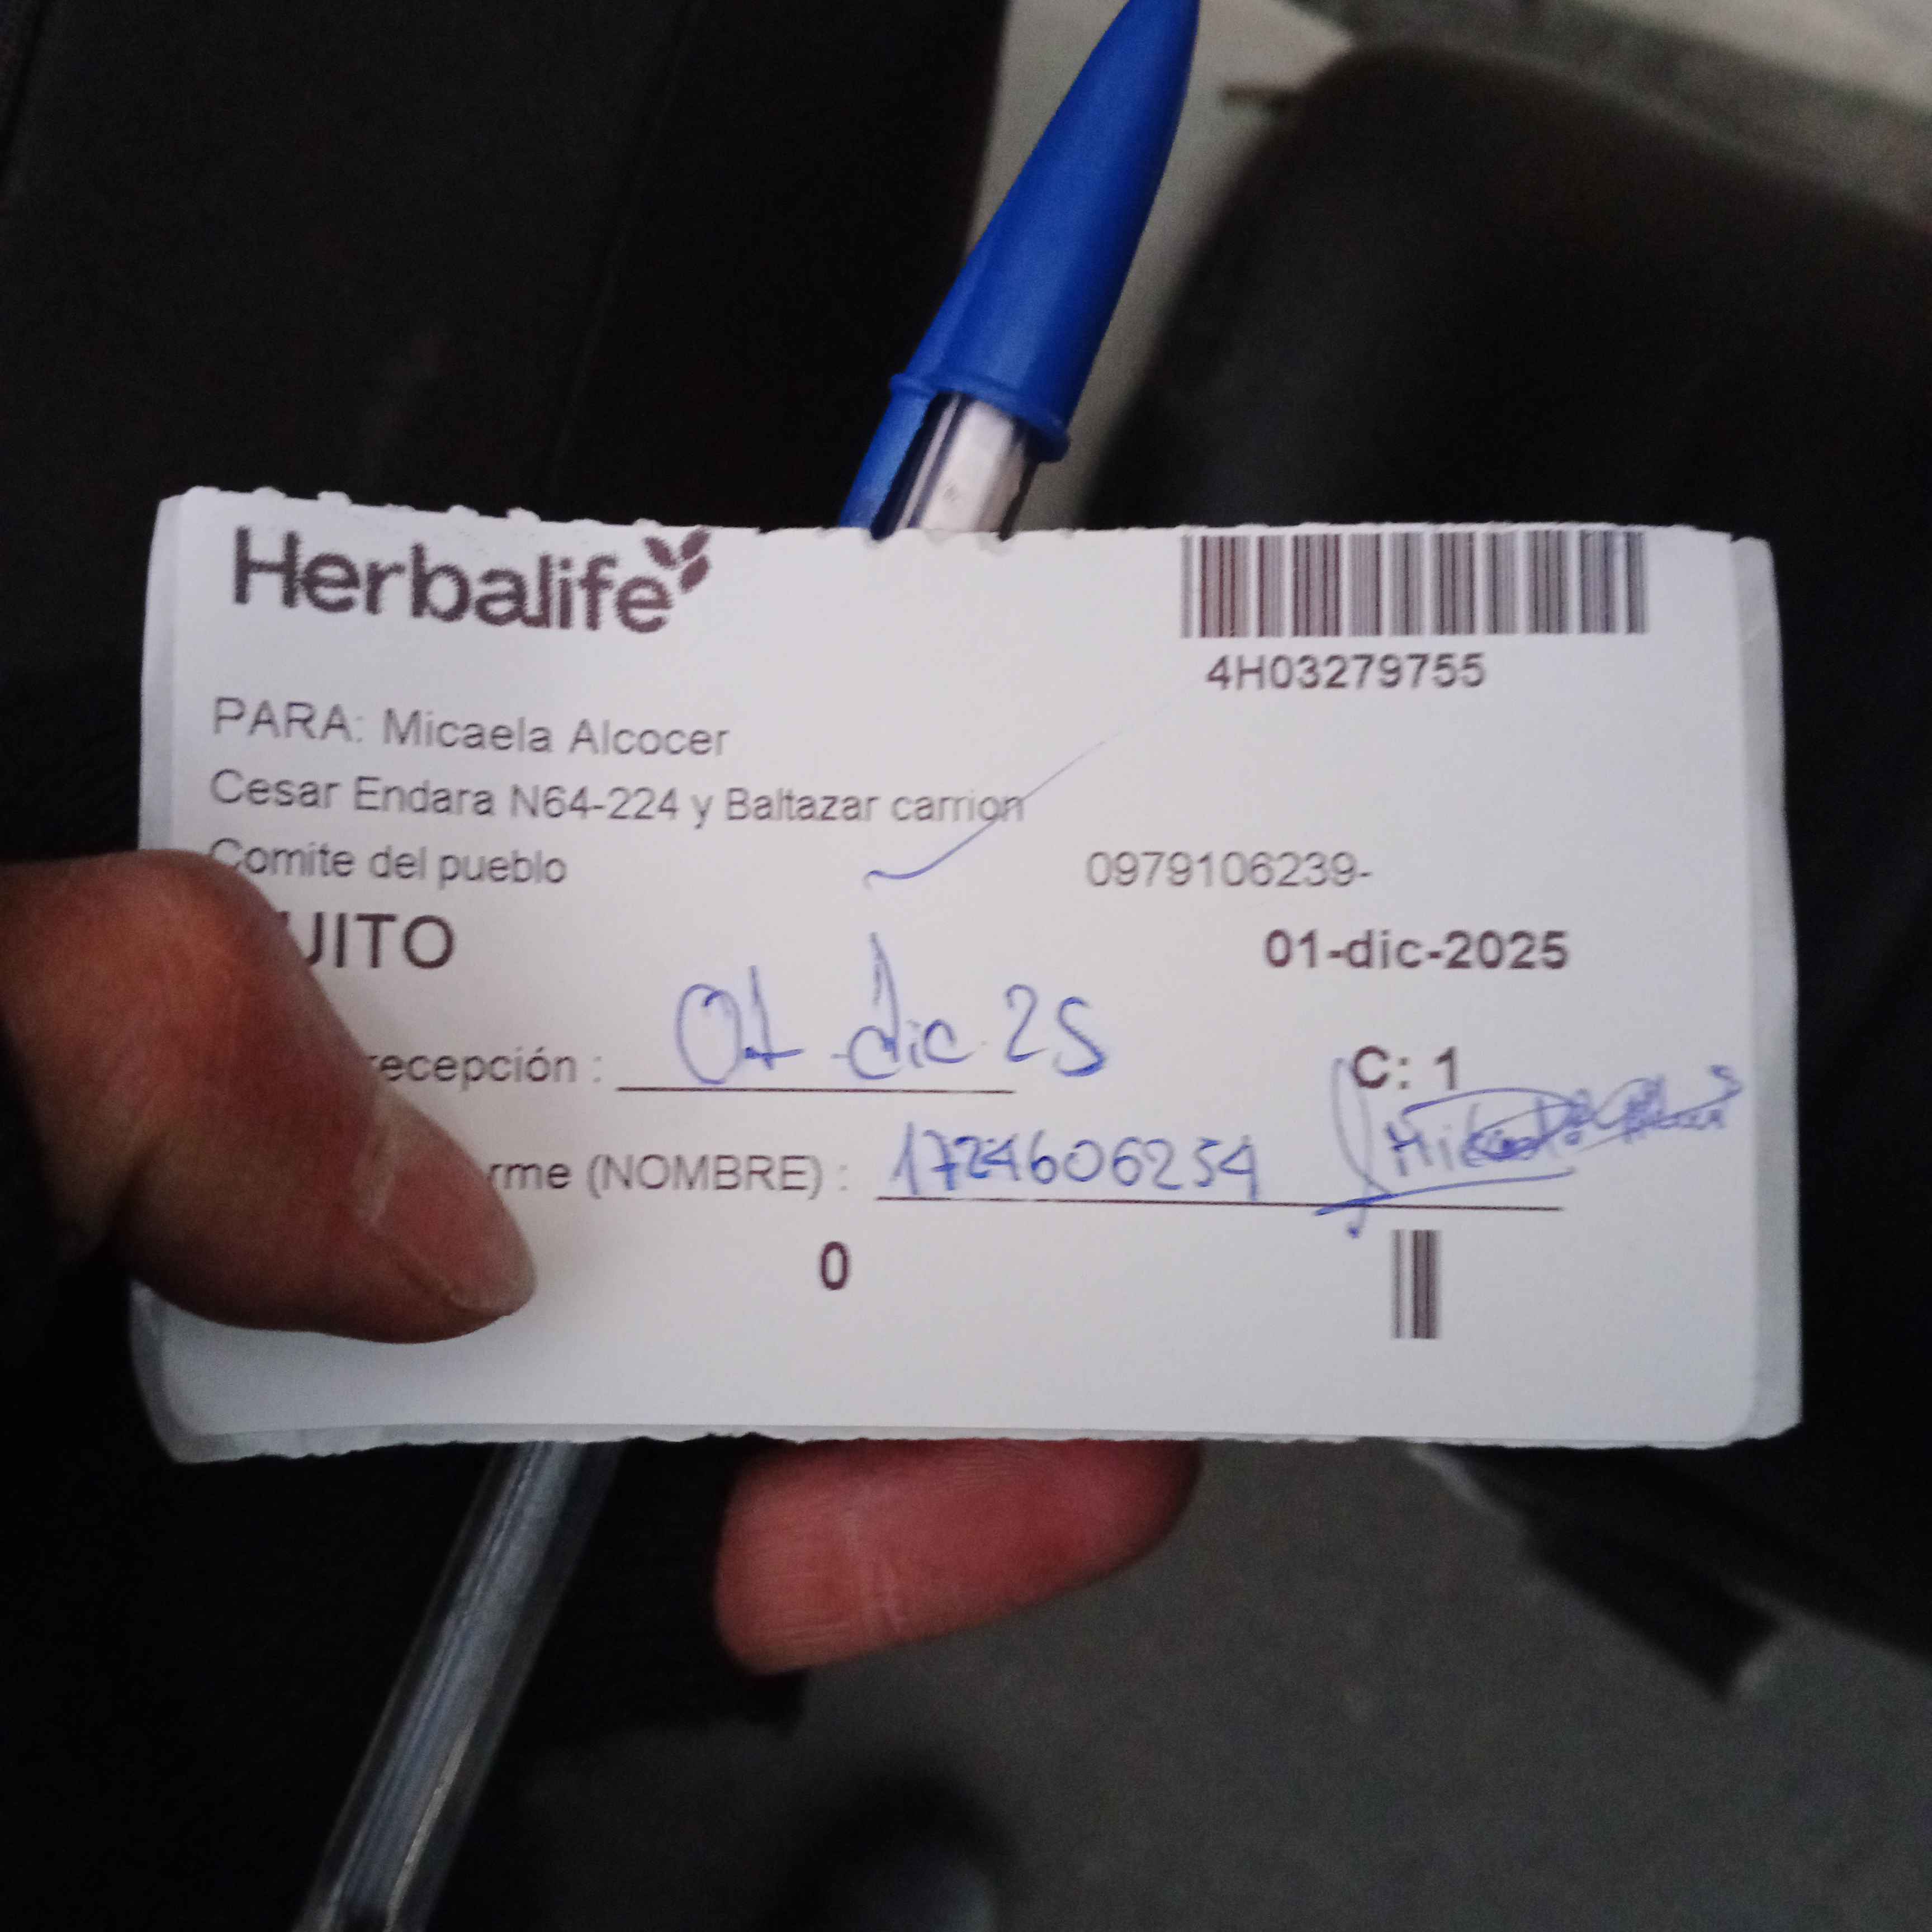 Herbalife
4H03279755
PARA: Micaela Alcocer
Cesar Endara N64-224 y Baltazar carrion
Comite del pueblo 0979106239-
UITO 01-dic-2025
recepción : 01 dic 25
C: 1
rme (NOMBRE) : 1724606254
0